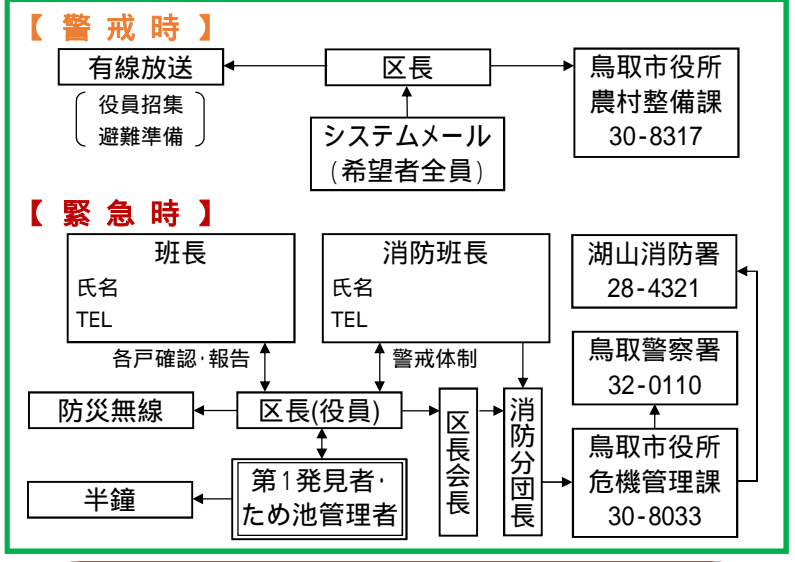 【 警 戒 時 】
有線放送
役員招集
避難準備
区長
システムメール
(希望者全員)
鳥取市役所
農村整備課
30-8317
【 緊 急 時 】
班長
氏名
TEL
消防班長
氏名
TEL
湖山消防署
28-4321
各戸確認･報告
警戒体制
鳥取警察署
32-0110
防災無線
区長(役員)
区長会長
消防分団長
鳥取市役所
危機管理課
30-8033
半鐘
第1発見者･
ため池管理者